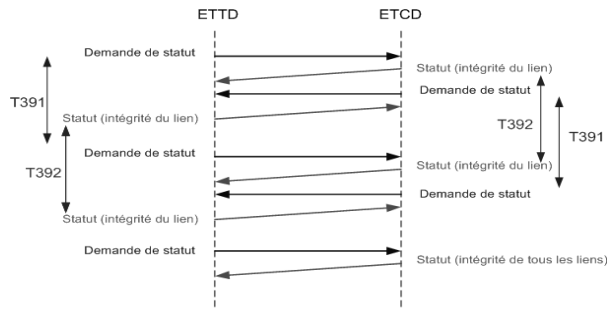 ETTD ETCD
Demande de statut
Statut (intégrité du lien)
Demande de statut
T391
Statut (intégrité du lien)
T392
T391
Demande de statut
Statut (intégrité du lien)
T392
Demande de statut
Statut (intégrité du lien)
Demande de statut
Statut (intégrité de tous les liens)